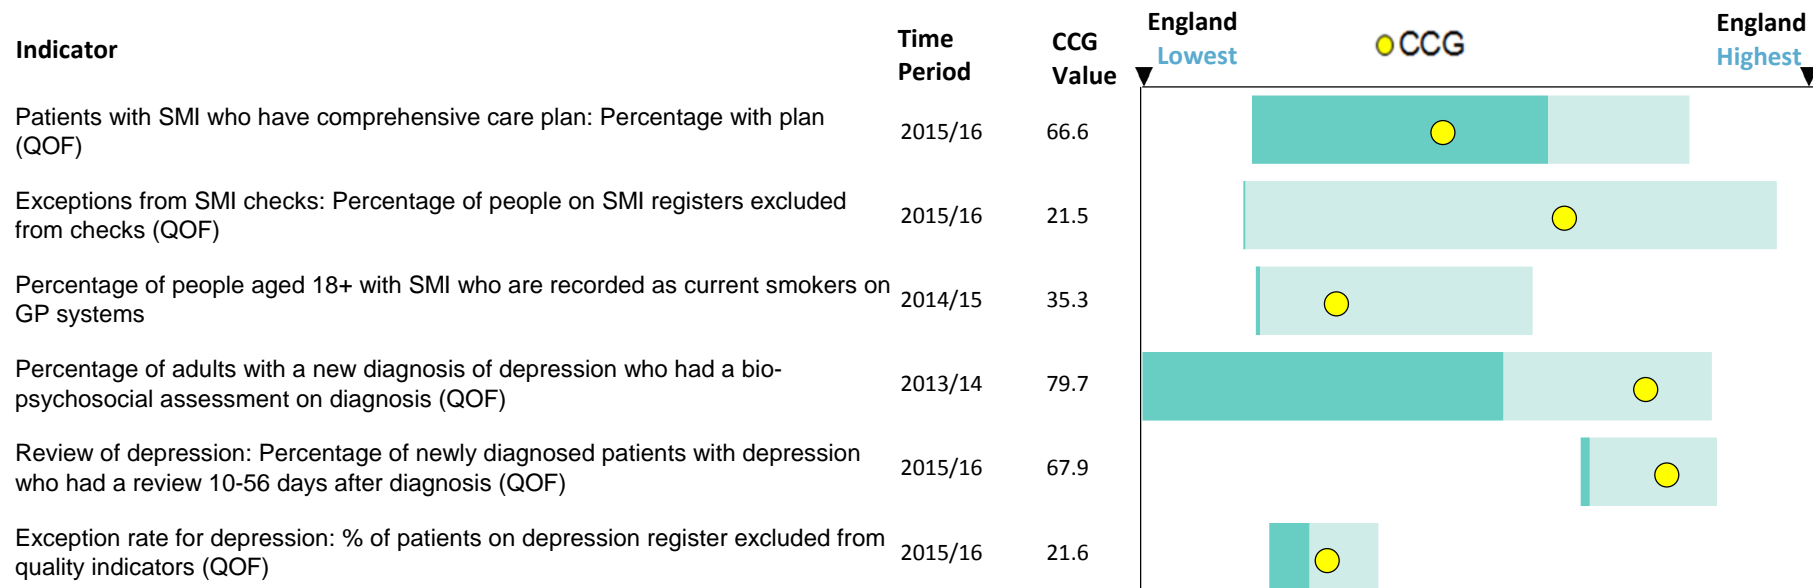 Indicator
Time
Period
CCG
Value
England
Lowest
CCG
England
Highest
Patients with SMI who have comprehensive care plan: Percentage with plan
(QOF)
2015/16
66.6
Exceptions from SMI checks: Percentage of people on SMI registers excluded
from checks (QOF)
2015/16
21.5
Percentage of people aged 18+ with SMI who are recorded as current smokers on
GP systems
2014/15
35.3
Percentage of adults with a new diagnosis of depression who had a bio-
psychosocial assessment on diagnosis (QOF)
2013/14
79.7
Review of depression: Percentage of newly diagnosed patients with depression
who had a review 10-56 days after diagnosis (QOF)
2015/16
67.9
Exception rate for depression: % of patients on depression register excluded from
quality indicators (QOF)
2015/16
21.6